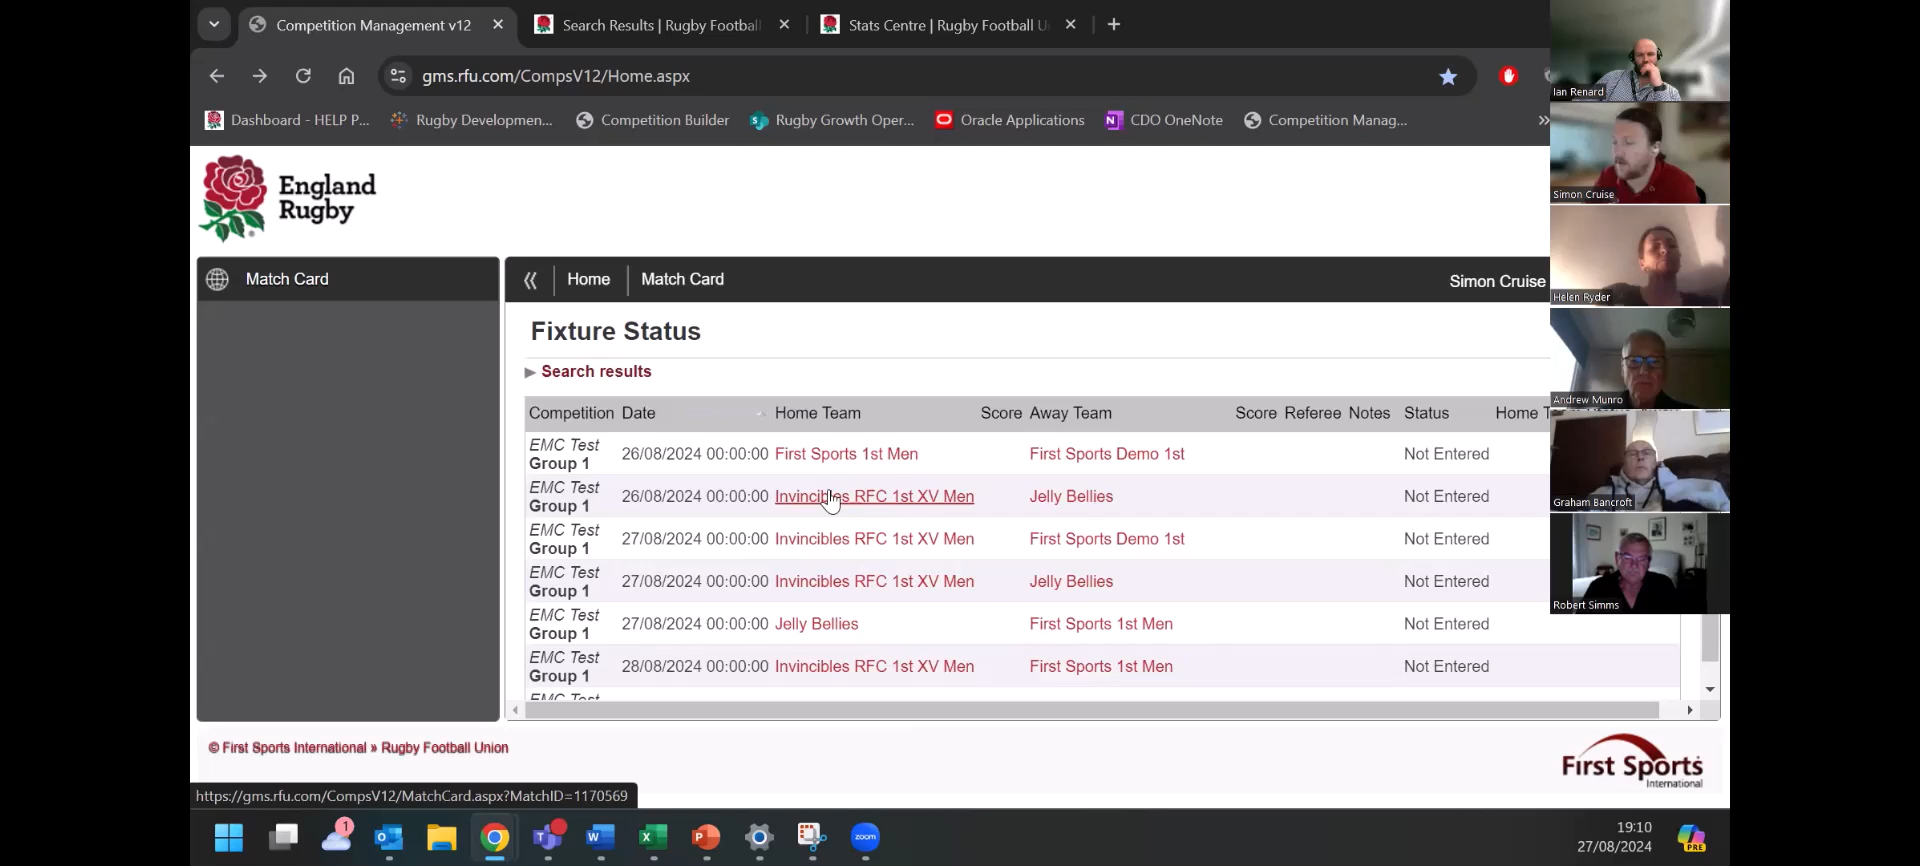 Competition Management v12
Search Results | Rugby Football
Stats Centre | Rugby Football U
gms.rfu.com/CompsV12/Home.aspx
Dashboard - HELP P...
Rugby Developmen...
Competition Builder
Rugby Growth Oper...
Oracle Applications
CDO OneNote
Competition Manag...
England
Rugby
Match Card
Home
Match Card
Simon Cruise
Fixture Status
Search results
Competition Date Home Team Score Away Team Score Referee Notes Status Home T
EMC Test
Group 1
26/08/2024 00:00:00 First Sports 1st Men First Sports Demo 1st Not Entered
EMC Test
Group 1
26/08/2024 00:00:00 Invincibles RFC 1st XV Men Jelly Bellies Not Entered
EMC Test
Group 1
27/08/2024 00:00:00 Invincibles RFC 1st XV Men First Sports Demo 1st Not Entered
EMC Test
Group 1
27/08/2024 00:00:00 Invincibles RFC 1st XV Men Jelly Bellies Not Entered
EMC Test
Group 1
27/08/2024 00:00:00 Jelly Bellies First Sports 1st Men Not Entered
EMC Test
Group 1
28/08/2024 00:00:00 Invincibles RFC 1st XV Men First Sports 1st Men Not Entered
EMC Test
© First Sports International » Rugby Football Union
First Sports
International
https://gms.rfu.com/CompsV12/MatchCard.aspx?MatchID=1170569
Ian Renard
Simon Cruise
Helen Ryder
Andrew Munro
Graham Bancroft
Robert Simms
1
zoom
19:10
27/08/2024
PRE